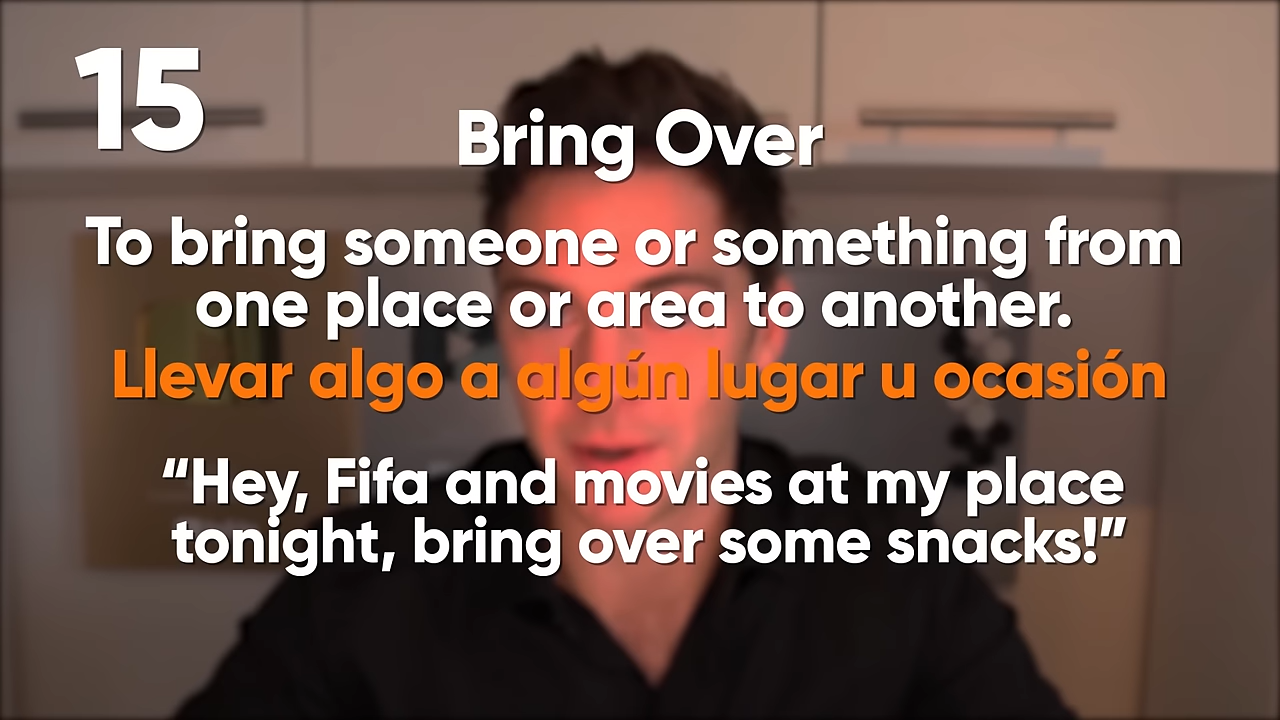 15
Bring Over
To bring someone or something from
one place or area to another.
Llevar algo a algún lugar u ocasión
“Hey, Fifa and movies at my place
tonight, bring over some snacks!”